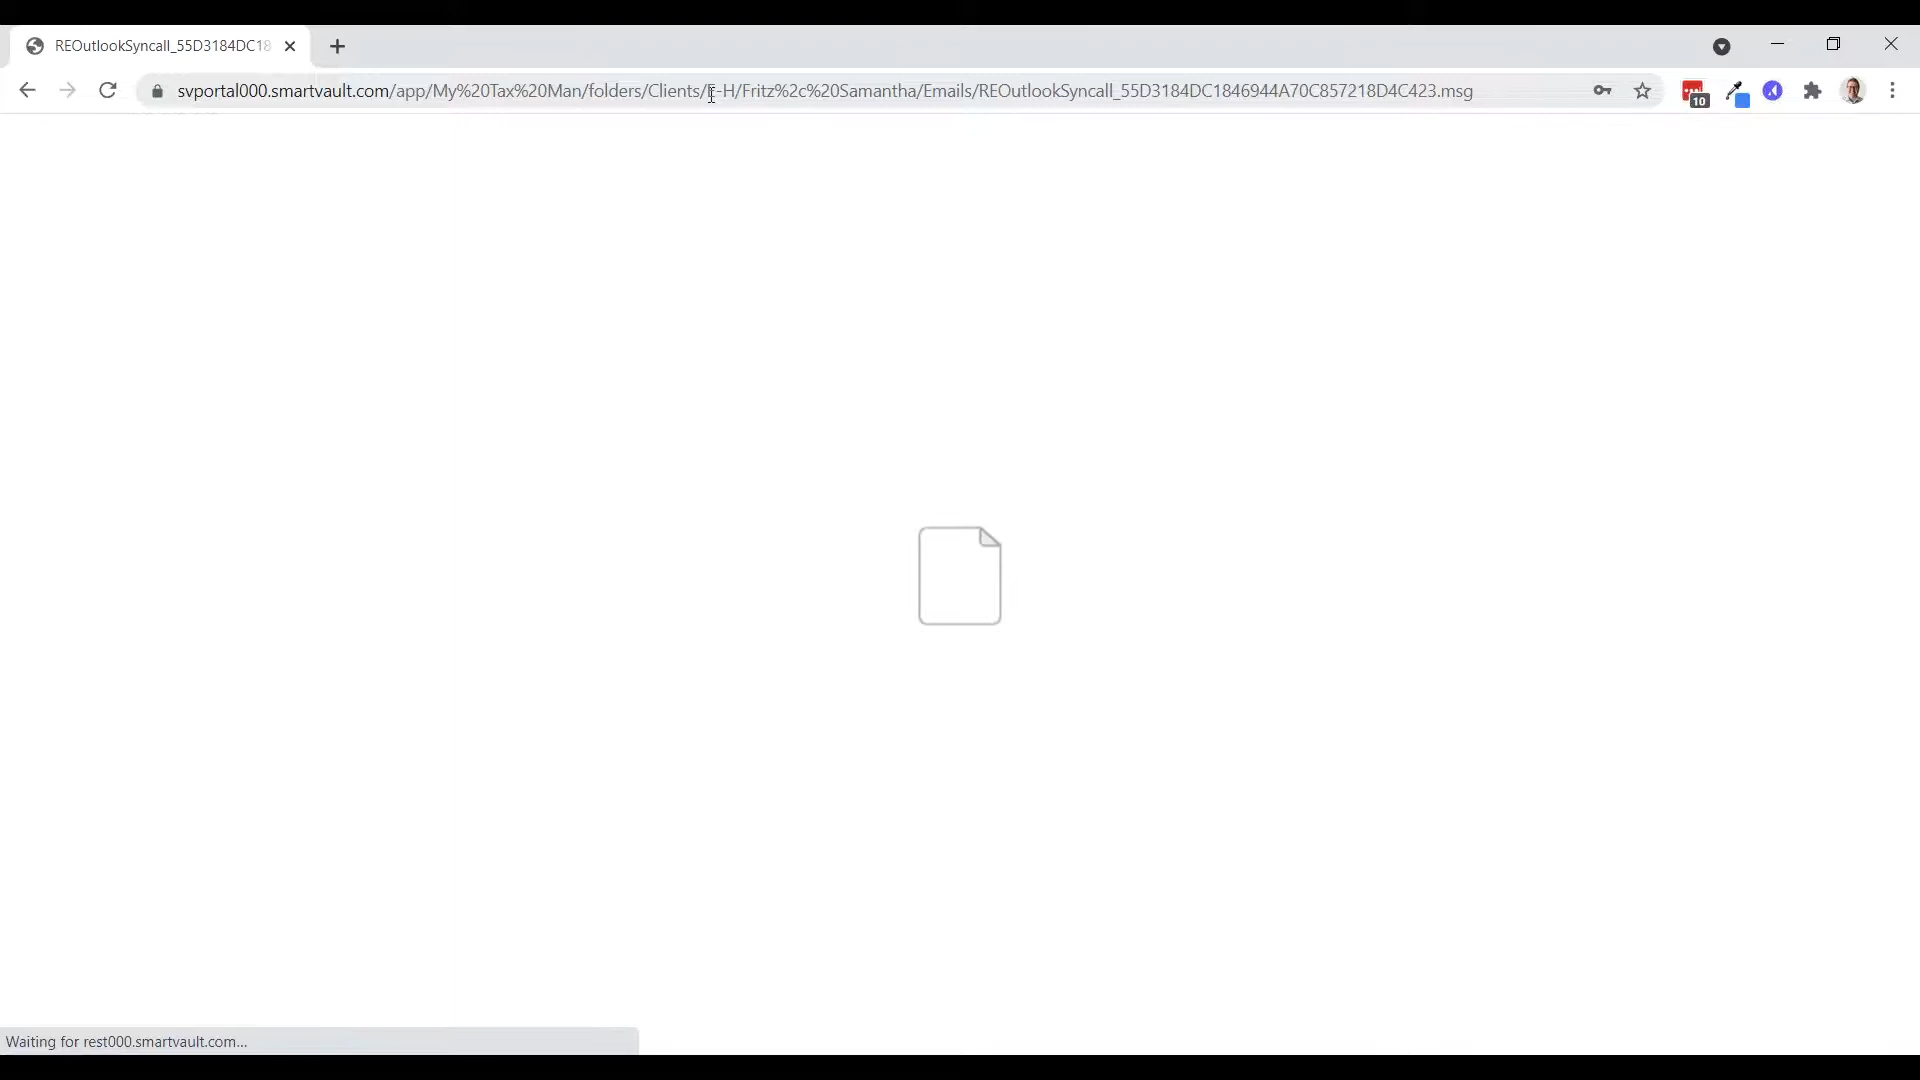 REOutlookSyncall_55D3184DC18
svportal000.smartvault.com/app/My%20Tax%20Man/folders/Clients/E-H/Fritz%2c%20Samantha/Emails/REOutlookSyncall_55D3184DC1846944A70C857218D4C423.msg
10
Waiting for rest000.smartvault.com...